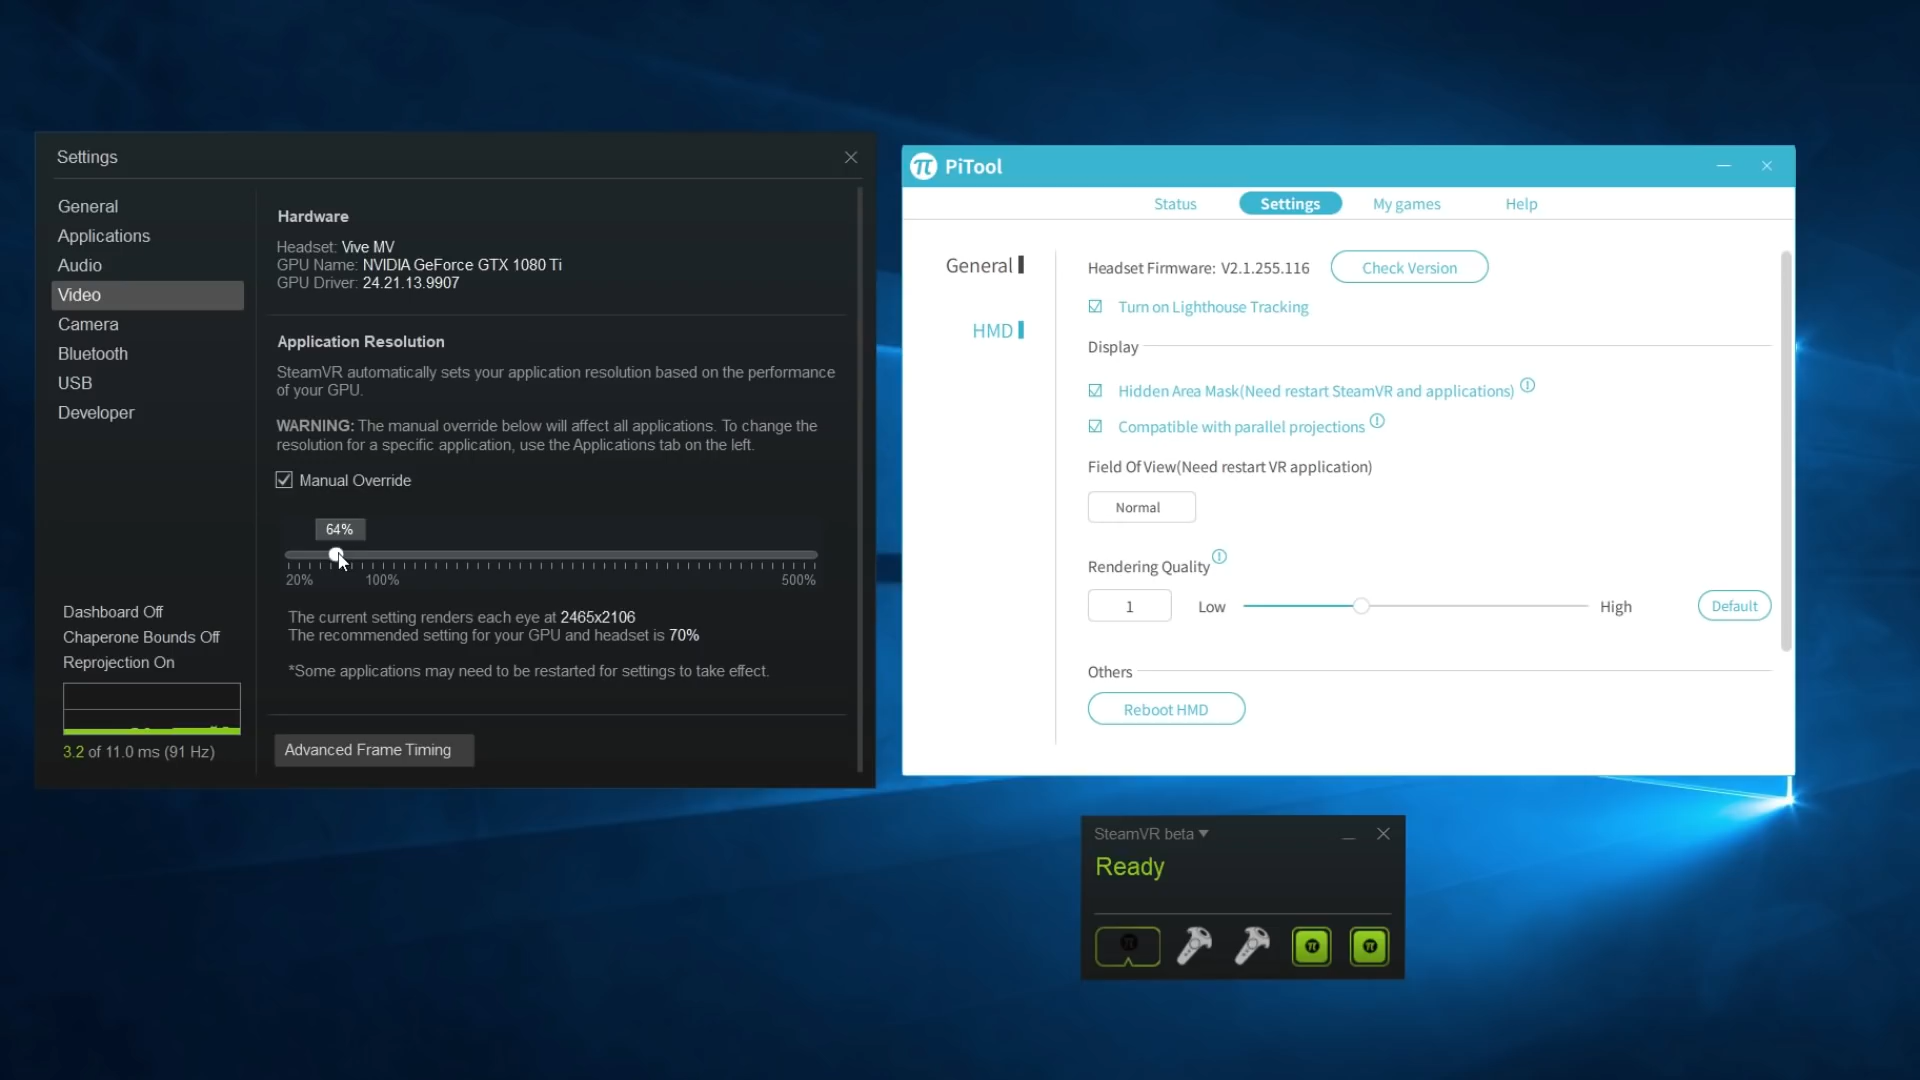 Settings
General
Applications
Audio
Video
Camera
Bluetooth
USB
Developer
Dashboard Off
Chaperone Bounds Off
Reprojection On
3.2 of 11.0 ms (91 Hz)
Hardware
Headset: Vive MV
GPU Name: NVIDIA GeForce GTX 1080 Ti
GPU Driver: 24.21.13.9907
Application Resolution
SteamVR automatically sets your application resolution based on the performance
of your GPU.
WARNING: The manual override below will affect all applications. To change the
resolution for a specific application, use the Applications tab on the left.
Manual Override
64%
20% 100% 500%
The current setting renders each eye at 2465x2106
The recommended setting for your GPU and headset is 70%
*Some applications may need to be restarted for settings to take effect.
Advanced Frame Timing
π PiTool
Status Settings My games Help
General
HMD
Headset Firmware: V2.1.255.116 Check Version
Turn on Lighthouse Tracking
Display
Hidden Area Mask(Need restart SteamVR and applications)
Compatible with parallel projections
Field Of View(Need restart VR application)
Normal
Rendering Quality
1 Low High Default
Others
Reboot HMD
SteamVR beta
Ready
π π π